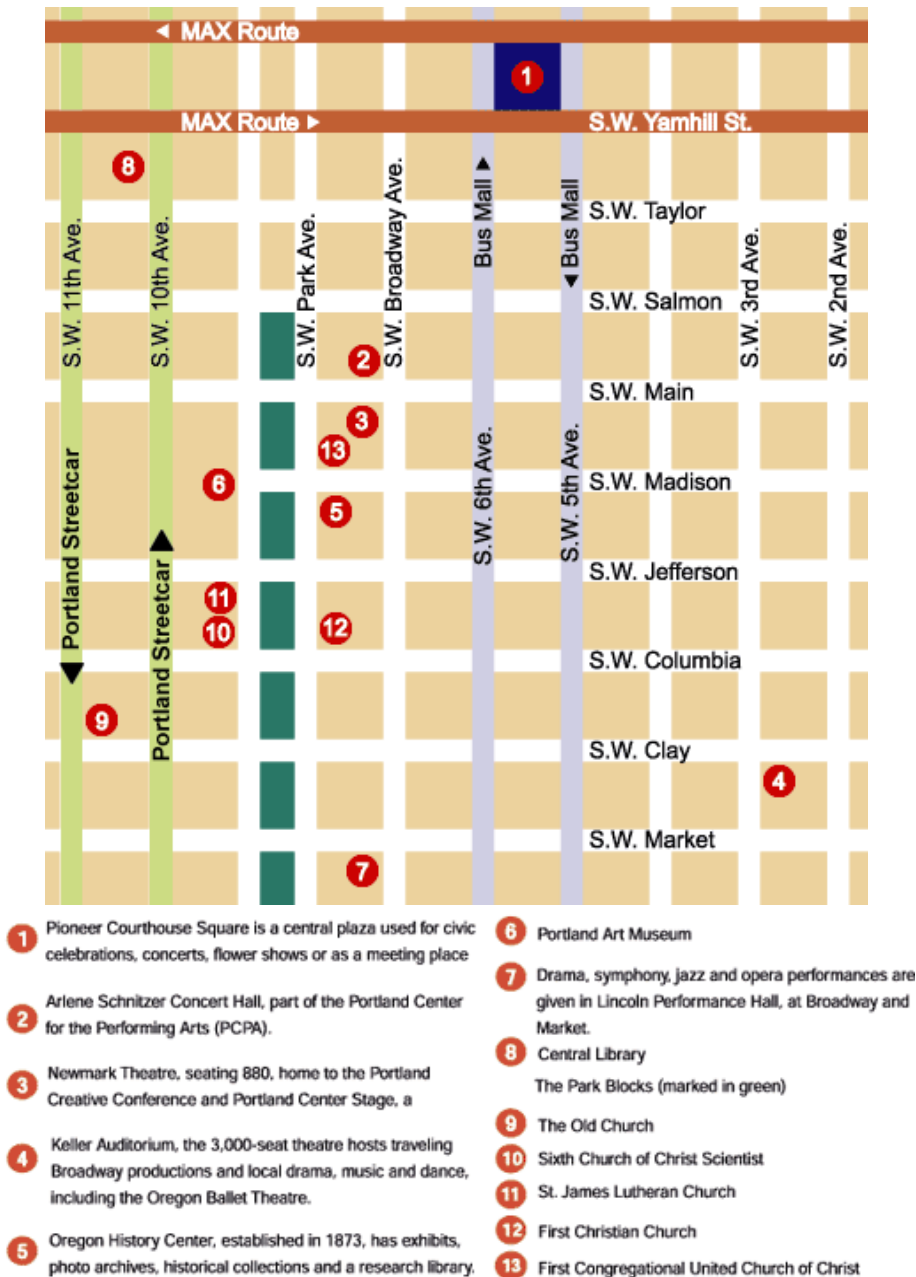 ◄ MAX Route
1
MAX Route ►
S.W. Yamhill St.
8
S.W. 11th Ave.
S.W. 10th Ave.
S.W. Park Ave.
S.W. Broadway Ave.
Bus Mall ▲
◄ Bus Mall
S.W. Taylor
S.W. 3rd Ave.
S.W. 2nd Ave.
S.W. Salmon
2
S.W. Main
3
13
Portland Streetcar
6
S.W. 6th Ave.
S.W. 5th Ave.
S.W. Madison
5
Portland Streetcar
S.W. Jefferson
11
10
12
S.W. Columbia
9
S.W. Clay
4
S.W. Market
7
1 Pioneer Courthouse Square is a central plaza used for civic
celebrations, concerts, flower shows or as a meeting place
2 Arlene Schnitzer Concert Hall, part of the Portland Center
for the Performing Arts (PCPA).
3 Newmark Theatre, seating 880, home to the Portland
Creative Conference and Portland Center Stage, a
4 Keller Auditorium, the 3,000-seat theatre hosts traveling
Broadway productions and local drama, music and dance,
including the Oregon Ballet Theatre.
5 Oregon History Center, established in 1873, has exhibits,
photo archives, historical collections and a research library.
6 Portland Art Museum
7 Drama, symphony, jazz and opera performances are
given in Lincoln Performance Hall, at Broadway and
Market.
8 Central Library
The Park Blocks (marked in green)
9 The Old Church
10 Sixth Church of Christ Scientist
11 St. James Lutheran Church
12 First Christian Church
13 First Congregational United Church of Christ